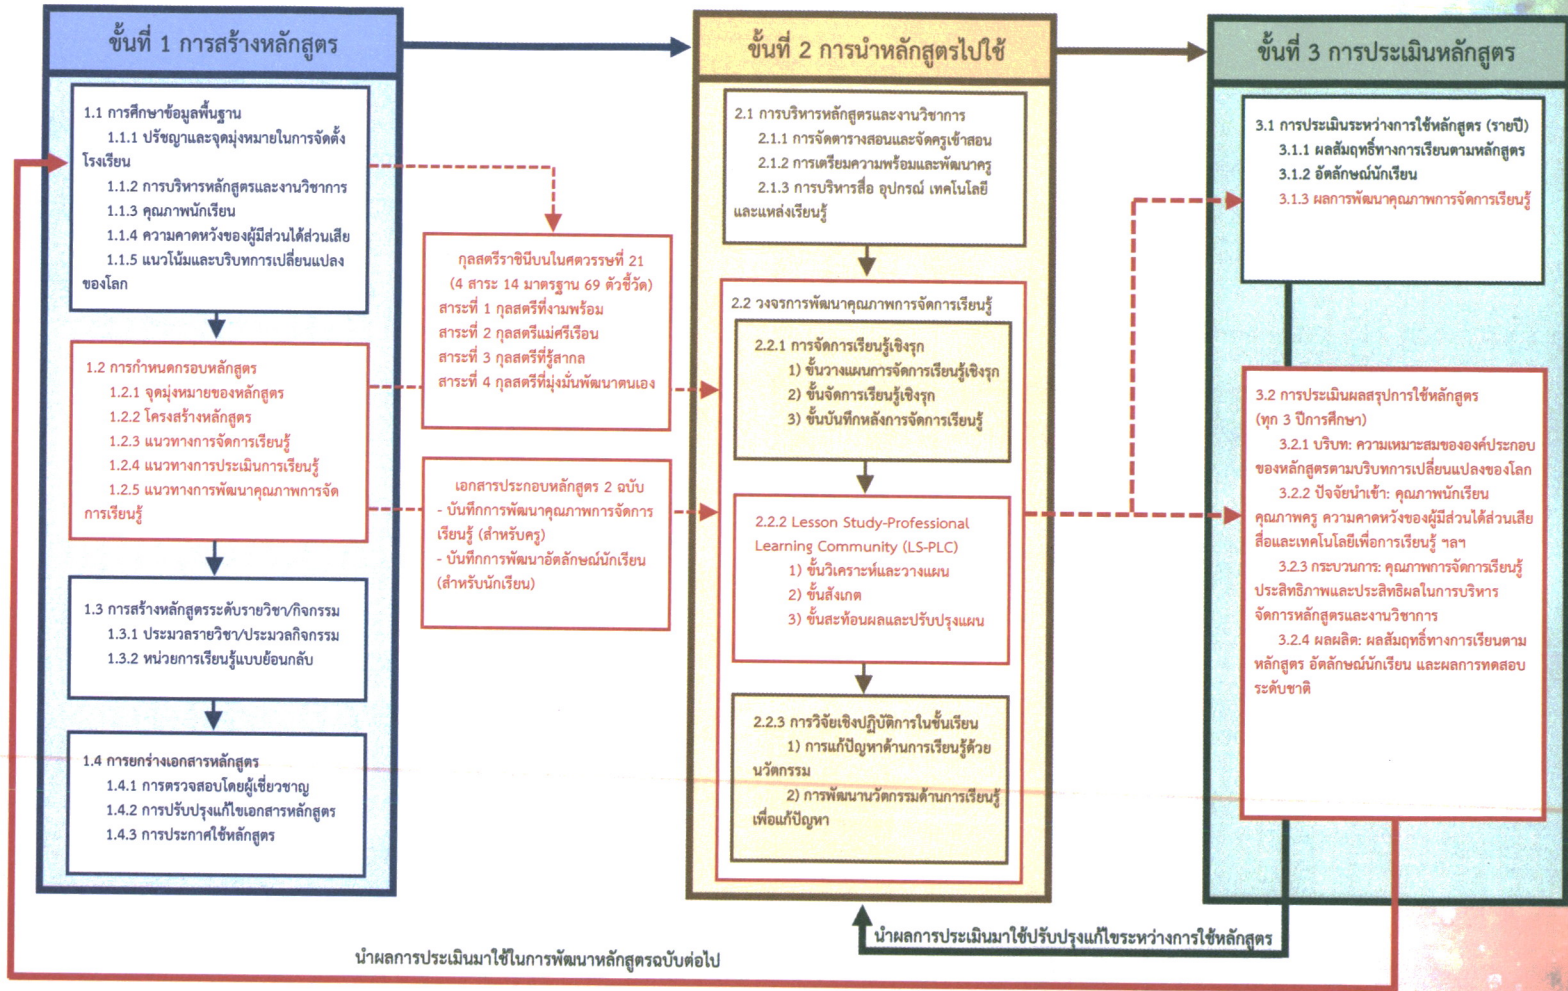 ขั้นที่ 1 การสร้างหลักสูตร
1.1 การศึกษาข้อมูลพื้นฐาน
1.1.1 ปรัชญาและจุดมุ่งหมายในการจัดตั้ง
โรงเรียน
1.1.2 การบริหารหลักสูตรและงานวิชาการ
1.1.3 คุณภาพนักเรียน
1.1.4 ความคาดหวังของผู้มีส่วนได้ส่วนเสีย
1.1.5 แนวโน้มและบริบทการเปลี่ยนแปลง
ของโลก
1.2 การกำหนดกรอบหลักสูตร
1.2.1 จุดมุ่งหมายของหลักสูตร
1.2.2 โครงสร้างหลักสูตร
1.2.3 แนวทางการจัดการเรียนรู้
1.2.4 แนวทางการประเมินการเรียนรู้
1.2.5 แนวทางการพัฒนาคุณภาพการจัด
การเรียนรู้
1.3 การสร้างหลักสูตรระดับรายวิชา/กิจกรรม
1.3.1 ประมวลรายวิชา/ประมวลกิจกรรม
1.3.2 หน่วยการเรียนรู้แบบย้อนกลับ
1.4 การยกร่างเอกสารหลักสูตร
1.4.1 การตรวจสอบโดยผู้เชี่ยวชาญ
1.4.2 การปรับปรุงแก้ไขเอกสารหลักสูตร
1.4.3 การประกาศใช้หลักสูตร
กุลสตรีราชินีบนในศตวรรษที่ 21
(4 สาระ 14 มาตรฐาน 69 ตัวชี้วัด)
สาระที่ 1 กุลสตรีที่งามพร้อม
สาระที่ 2 กุลสตรีแม่ศรีเรือน
สาระที่ 3 กุลสตรีที่รู้สากล
สาระที่ 4 กุลสตรีที่มุ่งมั่นพัฒนาตนเอง
เอกสารประกอบหลักสูตร 2 ฉบับ
- บันทึกการพัฒนาคุณภาพการจัดการ
เรียนรู้ (สำหรับครู)
- บันทึกการพัฒนาอัตลักษณ์นักเรียน
(สำหรับนักเรียน)
ขั้นที่ 2 การนำหลักสูตรไปใช้
2.1 การบริหารหลักสูตรและงานวิชาการ
2.1.1 การจัดตารางสอนและจัดครูเข้าสอน
2.1.2 การเตรียมความพร้อมและพัฒนาครู
2.1.3 การบริหารสื่อ อุปกรณ์ เทคโนโลยี
และแหล่งเรียนรู้
2.2 วงจรการพัฒนาคุณภาพการจัดการเรียนรู้
2.2.1 การจัดการเรียนรู้เชิงรุก
1) ขั้นวางแผนการจัดการเรียนรู้เชิงรุก
2) ขั้นจัดการเรียนรู้เชิงรุก
3) ขั้นบันทึกหลังการจัดการเรียนรู้
2.2.2 Lesson Study-Professional
Learning Community (LS-PLC)
1) ขั้นวิเคราะห์และวางแผน
2) ขั้นสังเกต
3) ขั้นสะท้อนผลและปรับปรุงแผน
2.2.3 การวิจัยเชิงปฏิบัติการในชั้นเรียน
1) การแก้ปัญหาด้านการเรียนรู้ด้วย
นวัตกรรม
2) การพัฒนานวัตกรรมด้านการเรียนรู้
เพื่อแก้ปัญหา
ขั้นที่ 3 การประเมินหลักสูตร
3.1 การประเมินระหว่างการใช้หลักสูตร (รายปี)
3.1.1 ผลสัมฤทธิ์ทางการเรียนตามหลักสูตร
3.1.2 อัตลักษณ์นักเรียน
3.1.3 ผลการพัฒนาคุณภาพการจัดการเรียนรู้
3.2 การประเมินผลสรุปการใช้หลักสูตร
(ทุก 3 ปีการศึกษา)
3.2.1 บริบท: ความเหมาะสมขององค์ประกอบ
ของหลักสูตรตามบริบทการเปลี่ยนแปลงของโลก
3.2.2 ปัจจัยนำเข้า: คุณภาพนักเรียน
คุณภาพครู ความคาดหวังของผู้มีส่วนได้ส่วนเสีย
สื่อและเทคโนโลยีเพื่อการเรียนรู้ ฯลฯ
3.2.3 กระบวนการ: คุณภาพการจัดการเรียนรู้
ประสิทธิภาพและประสิทธิผลในการบริหาร
จัดการหลักสูตรและงานวิชาการ
3.2.4 ผลผลิต: ผลสัมฤทธิ์ทางการเรียนตาม
หลักสูตร อัตลักษณ์นักเรียน และผลการทดสอบ
ระดับชาติ
นำผลการประเมินมาใช้ปรับปรุงแก้ไขระหว่างการใช้หลักสูตร
นำผลการประเมินมาใช้ในการพัฒนาหลักสูตรฉบับต่อไป